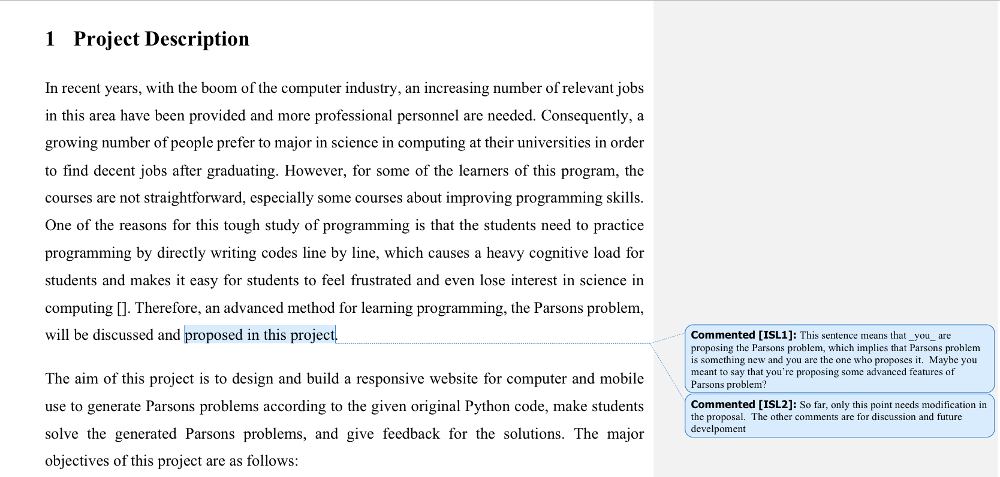 1 Project Description
In recent years, with the boom of the computer industry, an increasing number of relevant jobs
in this area have been provided and more professional personnel are needed. Consequently, a
growing number of people prefer to major in science in computing at their universities in order
to find decent jobs after graduating. However, for some of the learners of this program, the
courses are not straightforward, especially some courses about improving programming skills.
One of the reasons for this tough study of programming is that the students need to practice
programming by directly writing codes line by line, which causes a heavy cognitive load for
students and makes it easy for students to feel frustrated and even lose interest in science in
computing []. Therefore, an advanced method for learning programming, the Parsons problem,
will be discussed and proposed in this project.
The aim of this project is to design and build a responsive website for computer and mobile
use to generate Parsons problems according to the given original Python code, make students
solve the generated Parsons problems, and give feedback for the solutions. The major
objectives of this project are as follows:
Commented [ISL1]: This sentence means that _you_ are
proposing the Parsons problem, which implies that Parsons problem
is something new and you are the one who proposes it.  Maybe you
meant to say that you’re proposing some advanced features of
Parsons problem?
Commented [ISL2]: So far, only this point needs modification in
the proposal.  The other comments are for discussion and future
develpoment